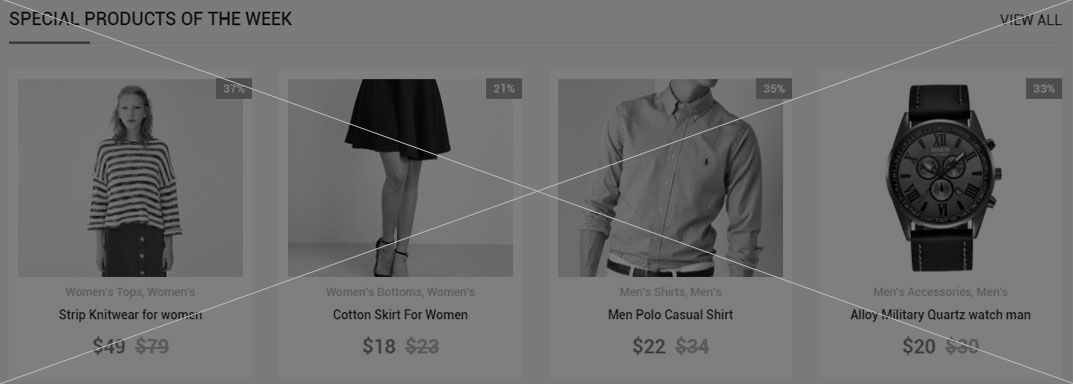 SPECIAL PRODUCTS OF THE WEEK
VIEW ALL
37%
21%
35%
33%
Women's Tops, Women's
Women's Bottoms, Women's
Men's Shirts, Men's
Men's Accessories, Men's
Strip Knitwear for women
Cotton Skirt For Women
Men Polo Casual Shirt
Alloy Military Quartz watch man
$49 $79
$18 $23
$22 $34
$20 $30